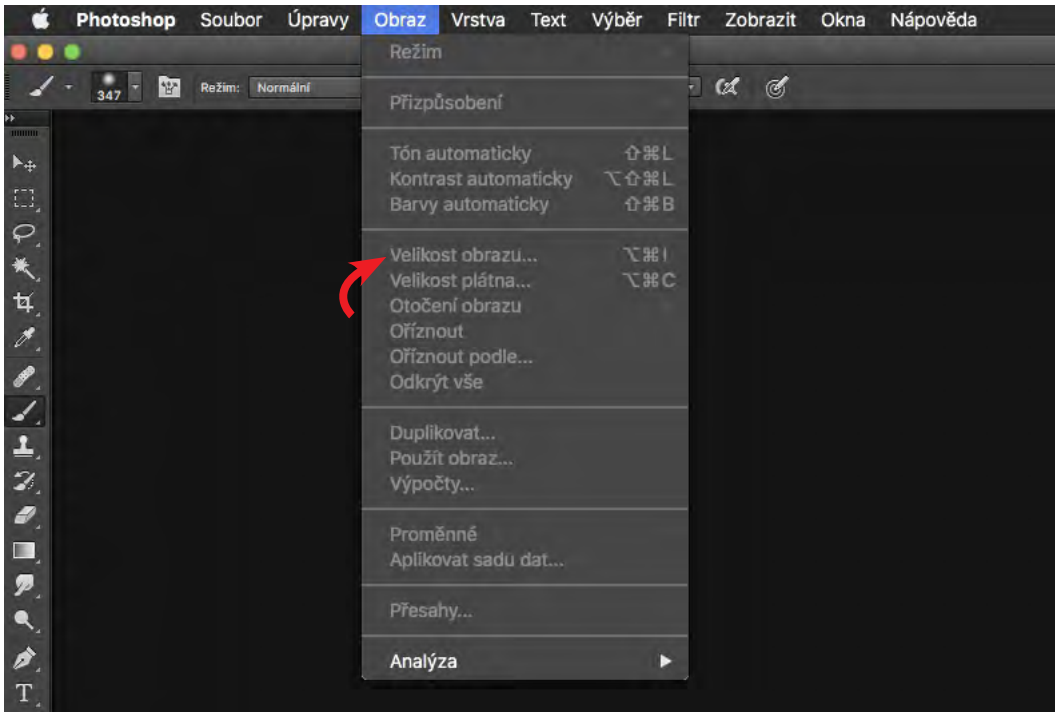 Photoshop Soubor Úpravy Obraz Vrstva Text Výběr Filtr Zobrazit Okna Nápověda
Režim
347 Režim: Normální
Přizpůsobení
Tón automaticky ⇧⌘L
Kontrast automaticky ⌥⇧⌘L
Barvy automaticky ⇧⌘B
Velikost obrazu... ⌥⌘I
Velikost plátna... ⌥⌘C
Otočení obrazu
Oříznout
Oříznout podle...
Odkrýt vše
Duplikovat...
Použít obraz...
Výpočty...
Proměnné
Aplikovat sadu dat...
Přesahy...
Analýza
T